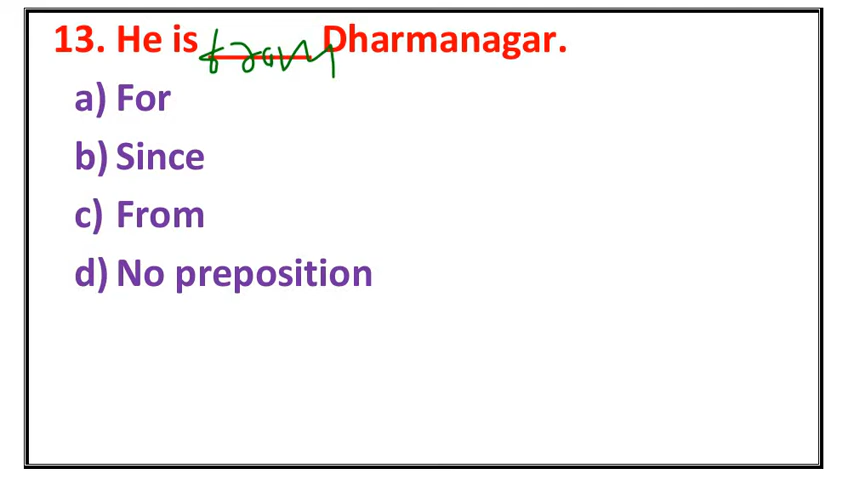 13. He is from Dharmanagar.
a) For
b) Since
c) From
d) No preposition